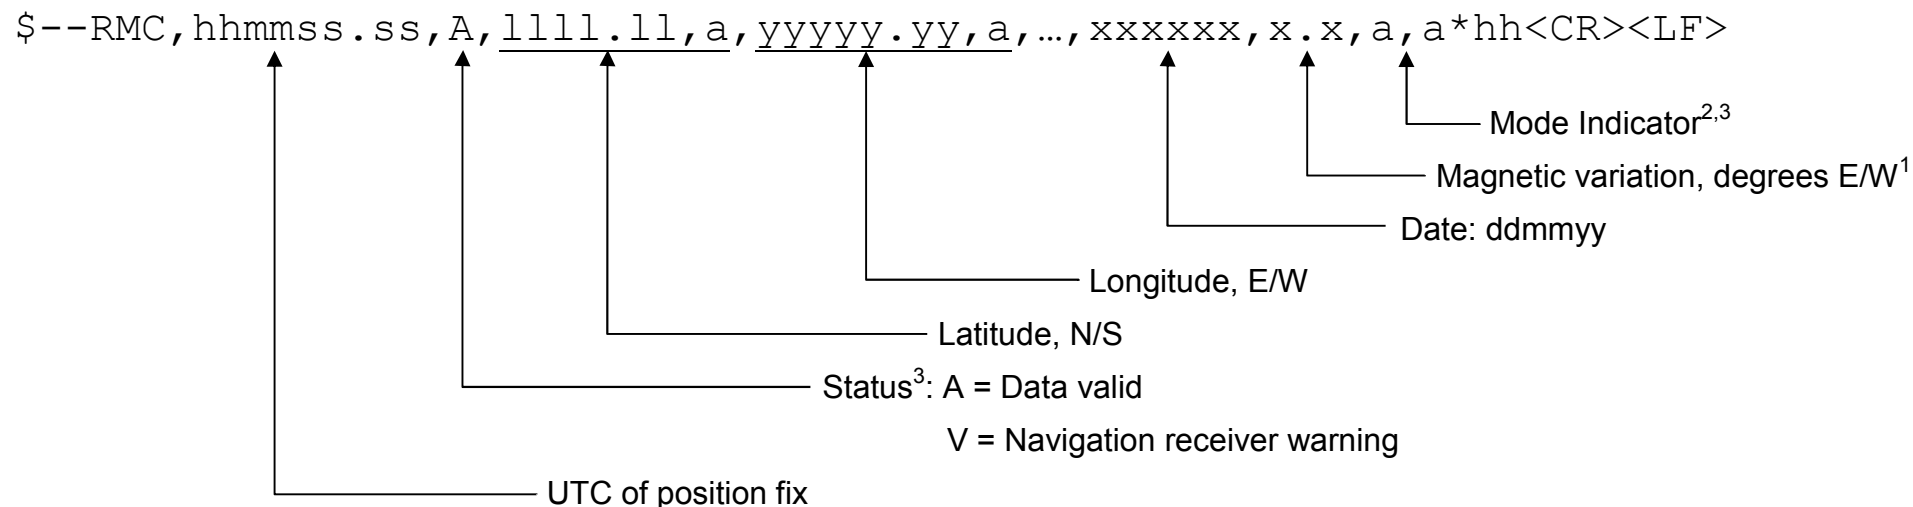 $--RMC,hhmmss.ss,A,llll.ll,a,yyyyy.yy,a,…,xxxxxx,x.x,a,a*hh<CR><LF>
Mode Indicator2,3
Magnetic variation, degrees E/W1
Date: ddmmyy
Longitude, E/W
Latitude, N/S
Status3: A = Data valid
V = Navigation receiver warning
UTC of position fix